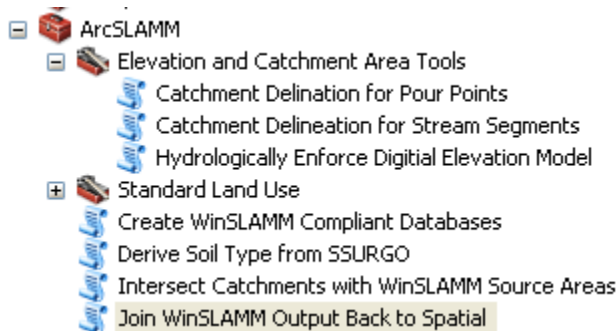 ArcSLAMM
Elevation and Catchment Area Tools
Catchment Delination for Pour Points
Catchment Delineation for Stream Segments
Hydrologically Enforce Digitial Elevation Model
Standard Land Use
Create WinSLAMM Compliant Databases
Derive Soil Type from SSURGO
Intersect Catchments with WinSLAMM Source Areas
Join WinSLAMM Output Back to Spatial